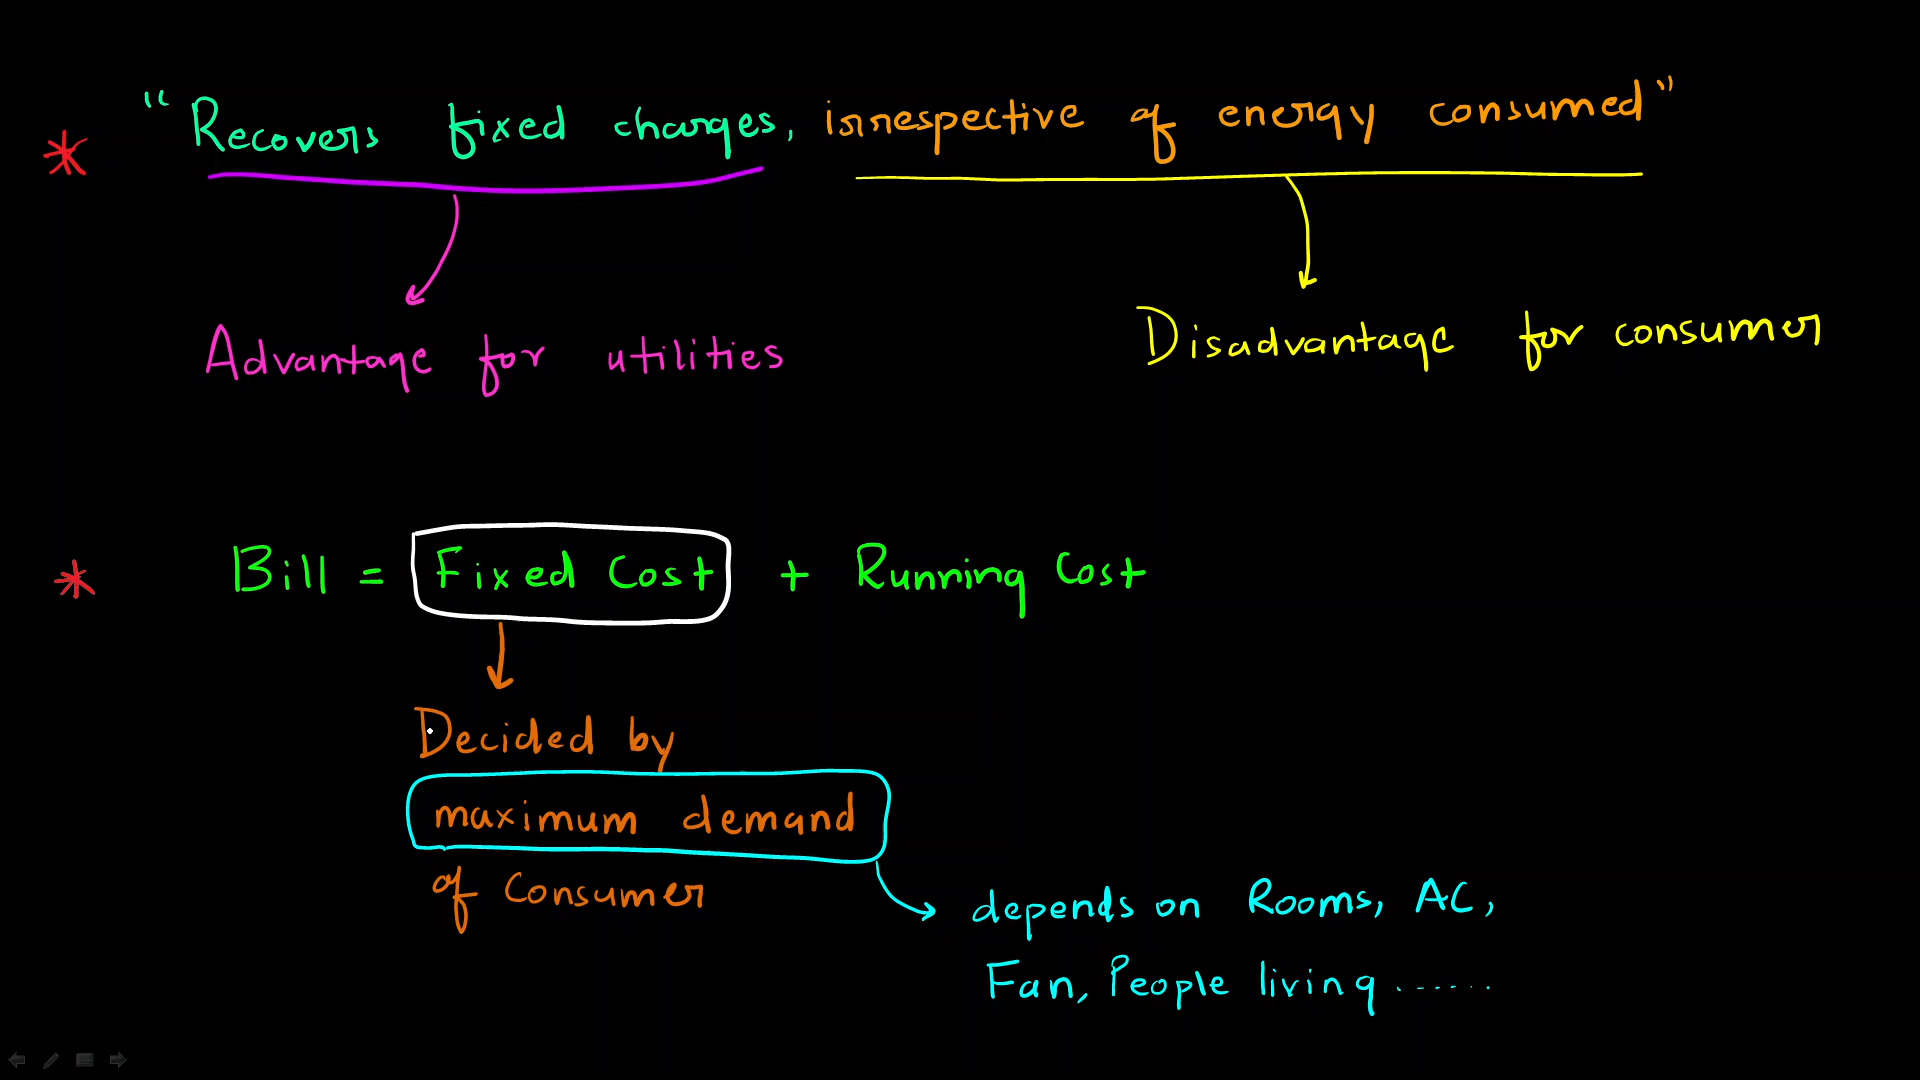 * "Recovers fixed charges, irrespective of energy consumed"
Advantage for utilities
Disadvantage for consumer
* Bill = Fixed Cost + Running Cost
Decided by
maximum demand
of Consumer
depends on Rooms, AC,
Fan, People living ......